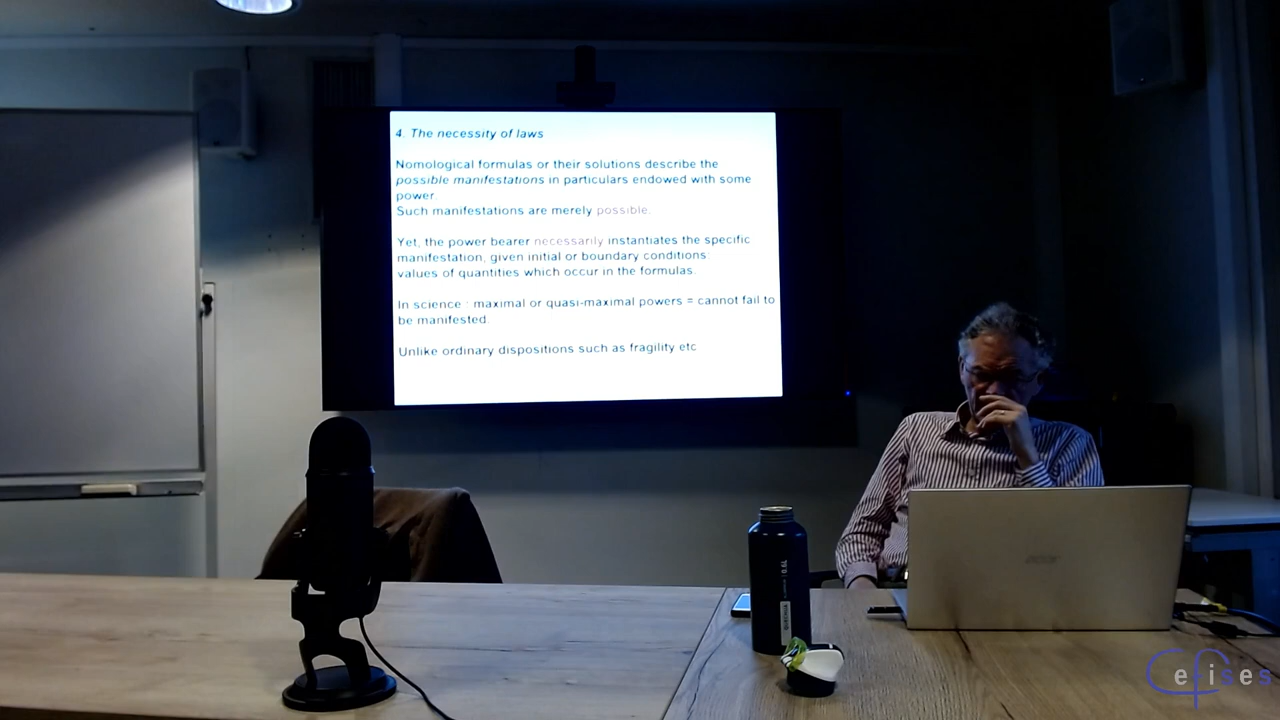 4. The necessity of laws
Nomological formulas or their solutions describe the
possible manifestations in particulars endowed with some
power.
Such manifestations are merely possible.
Yet, the power bearer necessarily instantiates the specific
manifestation, given initial or boundary conditions:
values of quantities which occur in the formulas.
In science : maximal or quasi-maximal powers = cannot fail to
be manifested.
Unlike ordinary dispositions such as fragility etc
acer
Cefises